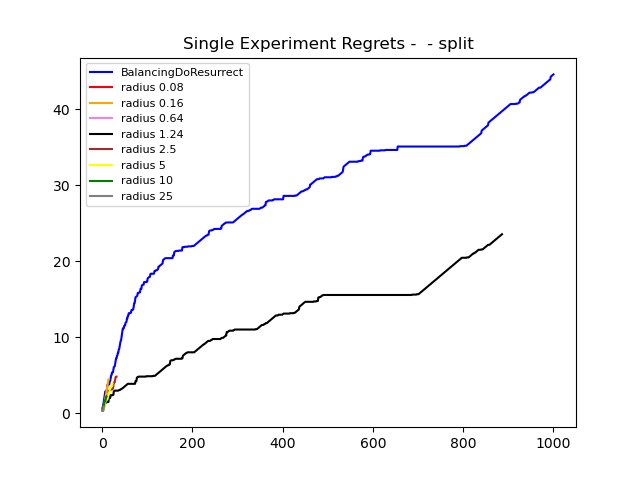 Single Experiment Regrets -  - split
BalancingDoResurrect
radius 0.08
radius 0.16
radius 0.64
radius 1.24
radius 2.5
radius 5
radius 10
radius 25
40
30
20
10
0
0 200 400 600 800 1000